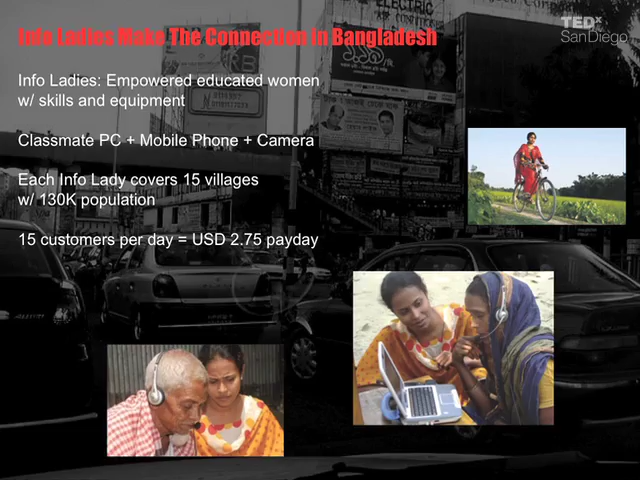 Info Ladies Make The Connection in Bangladesh
TEDx
SanDiego
Info Ladies: Empowered educated women
w/ skills and equipment
Classmate PC + Mobile Phone + Camera
Each Info Lady covers 15 villages
w/ 130K population
15 customers per day = USD 2.75 payday
ELECTRIC